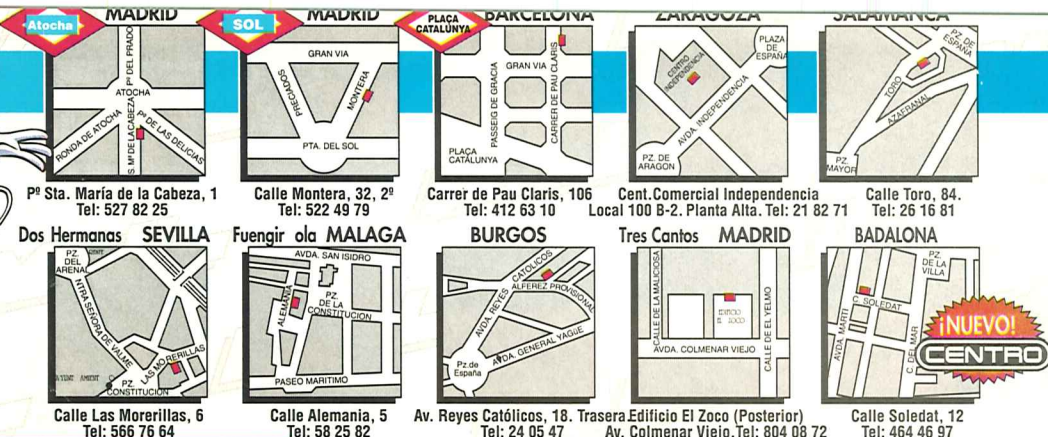 MADRID
Atocha
Pº DEL PRADO
ATOCHA
RONDA DE ATOCHA
S. Mª DE LA CABEZA
Pº DE LAS DELICIAS
Pº Sta. María de la Cabeza, 1
Tel: 527 82 25
MADRID
SOL
GRAN VIA
PRECIADOS
MONTERA
PTA. DEL SOL
Calle Montera, 32, 2º
Tel: 522 49 79
BARCELONA
PLAÇA
CATALÚNYA
GRAN VIA
PASSEIG DE GRACIA
CARRER DE PAU CLARIS
PLAÇA
CATALUNYA
Carrer de Pau Claris, 106
Tel: 412 63 10
ZARAGOZA
PLAZA
DE
ESPAÑA
CENTRO
INDEPENDENCIA
AVDA. INDEPENDENCIA
PZ. DE
ARAGON
Cent.Comercial Independencia
Local 100 B-2. Planta Alta. Tel: 21 82 71
SALAMANCA
PZ. DE
ESPAÑA
TORO
AZAFRANAL
PZ.
MAYOR
Calle Toro, 84.
Tel: 26 16 81
Dos Hermanas SEVILLA
PZ.
DEL
ARENAL
NTRA SENORA DE VALME
LAS MORERILLAS
PZ.
CONSTITUCION
Calle Las Morerillas, 6
Tel: 566 76 64
Fuengir ola MALAGA
AVDA. SAN ISIDRO
ALEMANIA
PZ.
DE LA
CONSTITUCION
PASEO MARITIMO
Calle Alemania, 5
Tel: 58 25 82
BURGOS
AVDA. REYES CATOLICOS
ALFEREZ PROVISIONAL
AVDA. GENERAL YAGÜE
Pz.de
España
Av. Reyes Católicos, 18. Trasera
Tel: 24 05 47
Tres Cantos MADRID
CALLE DE LA MALICIOSA
EDIFICIO
EL ZOCO
CALLE DE EL YELMO
AVDA. COLMENAR VIEJO
Edificio El Zoco (Posterior)
Av. Colmenar Viejo.Tel: 804 08 72
BADALONA
PZ.
DE LA
VILLA
C. SOLEDAT
AVDA. MARTI
C. DEL MAR
¡NUEVO!
CENTRO
Calle Soledat, 12
Tel: 464 46 97